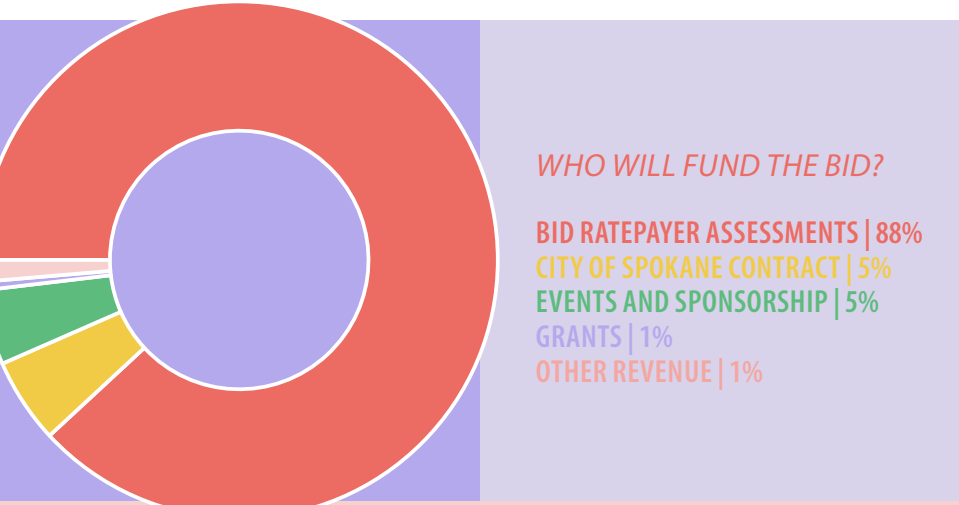 WHO WILL FUND THE BID?
BID RATEPAYER ASSESSMENTS | 88%
CITY OF SPOKANE CONTRACT | 5%
EVENTS AND SPONSORSHIP | 5%
GRANTS | 1%
OTHER REVENUE | 1%